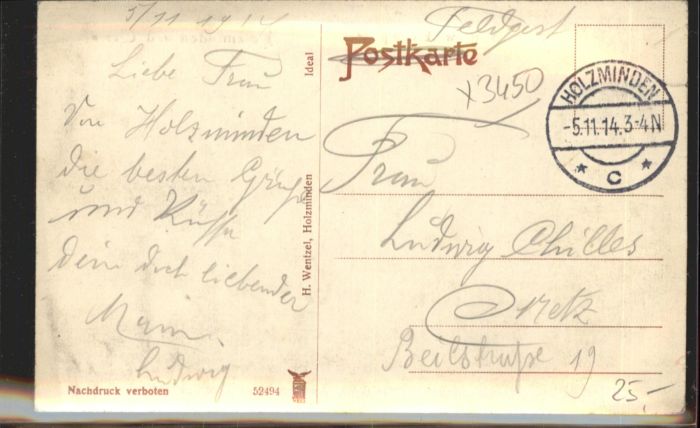 5/11 1914
Liebe Frau
Von Holzminden
die besten Grüße
und Küsse
dein dich liebender
Mann.
Ludwig
Nachdruck verboten
52494
Ideal
H. Wentzel, Holzminden
Feldpost
Postkarte
x3450
HOLZMINDEN
-5.11.14.3-4N
* C *
Frau
Ludwig Chilles
Beilstraße 19
25.-